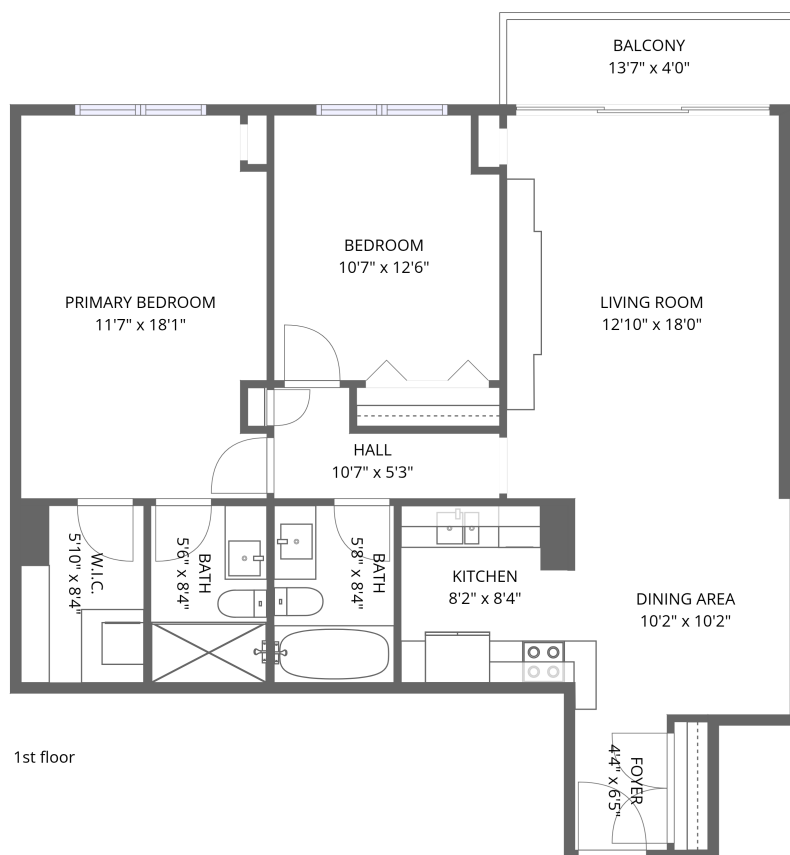 BALCONY
13'7" x 4'0"
BEDROOM
10'7" x 12'6"
PRIMARY BEDROOM
11'7" x 18'1"
LIVING ROOM
12'10" x 18'0"
HALL
10'7" x 5'3"
W.I.C.
5'10" x 8'4"
BATH
5'6" x 8'4"
BATH
5'8" x 8'4"
KITCHEN
8'2" x 8'4"
DINING AREA
10'2" x 10'2"
1st floor
FOYER
4'4" x 6'5"